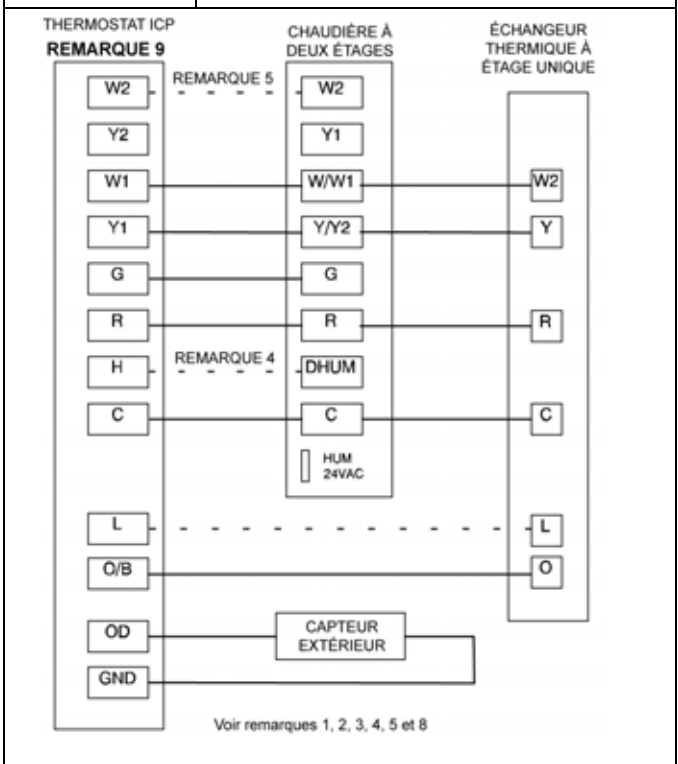 THERMOSTAT ICP
REMARQUE 9
CHAUDIÈRE À
DEUX ÉTAGES
ÉCHANGEUR
THERMIQUE À
ÉTAGE UNIQUE
W2
REMARQUE 5
W2
Y2
Y1
W1
W/W1
W2
Y1
Y/Y2
Y
G
G
R
R
R
H
REMARQUE 4
DHUM
C
C
C
HUM
24VAC
L
L
O/B
O
OD
CAPTEUR
EXTÉRIEUR
GND
Voir remarques 1, 2, 3, 4, 5 et 8